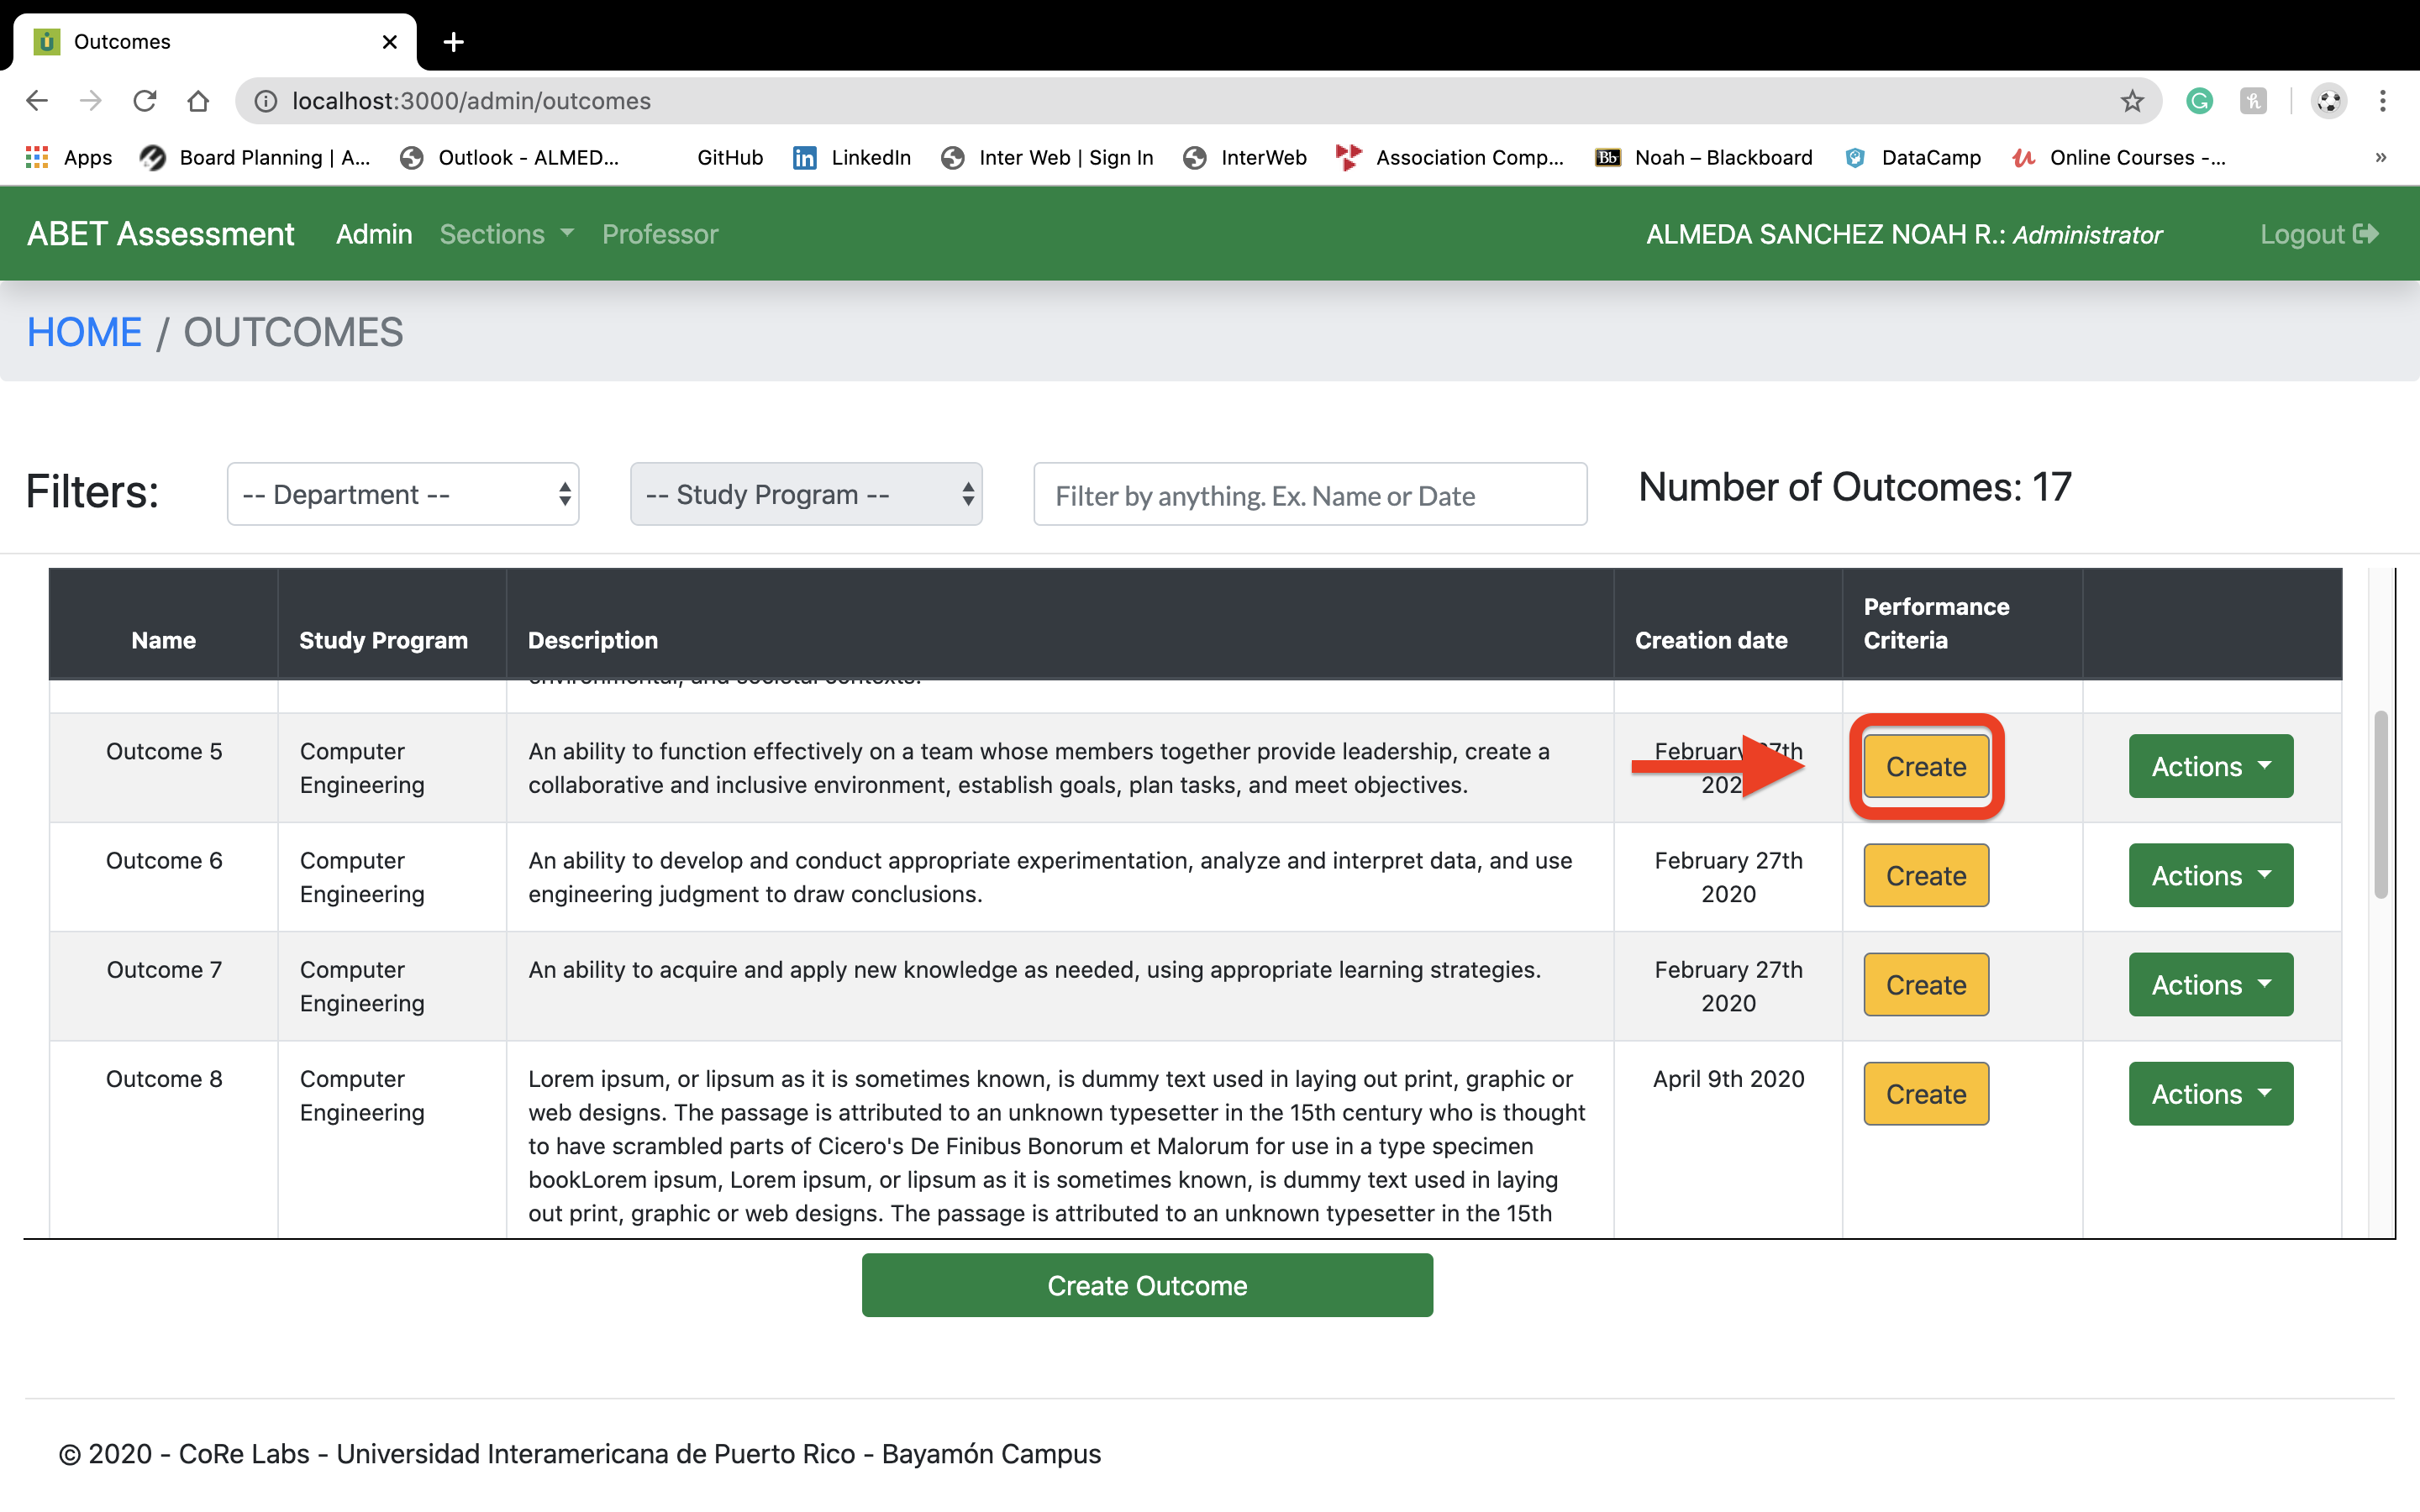 Outcomes
localhost:3000/admin/outcomes
Apps Board Planning | A... Outlook - ALMED... GitHub LinkedIn Inter Web | Sign In InterWeb Association Comp... Noah – Blackboard DataCamp Online Courses -... »
ABET Assessment Admin Sections Professor ALMEDA SANCHEZ NOAH R.: Administrator Logout
HOME / OUTCOMES
Filters: -- Department -- -- Study Program -- Filter by anything. Ex. Name or Date Number of Outcomes: 17
Name Study Program Description Creation date Performance Criteria
environmental, and societal contexts.
Outcome 5 Computer Engineering
An ability to function effectively on a team whose members together provide leadership, create a
collaborative and inclusive environment, establish goals, plan tasks, and meet objectives.
February 27th
Create Actions
Outcome 6 Computer Engineering
An ability to develop and conduct appropriate experimentation, analyze and interpret data, and use
engineering judgment to draw conclusions.
February 27th
2020
Create Actions
Outcome 7 Computer Engineering
An ability to acquire and apply new knowledge as needed, using appropriate learning strategies.
February 27th
2020
Create Actions
Outcome 8 Computer Engineering
Lorem ipsum, or lipsum as it is sometimes known, is dummy text used in laying out print, graphic or
web designs. The passage is attributed to an unknown typesetter in the 15th century who is thought
to have scrambled parts of Cicero's De Finibus Bonorum et Malorum for use in a type specimen
bookLorem ipsum, Lorem ipsum, or lipsum as it is sometimes known, is dummy text used in laying
out print, graphic or web designs. The passage is attributed to an unknown typesetter in the 15th
April 9th 2020
Create Actions
Create Outcome
© 2020 - CoRe Labs - Universidad Interamericana de Puerto Rico - Bayamón Campus